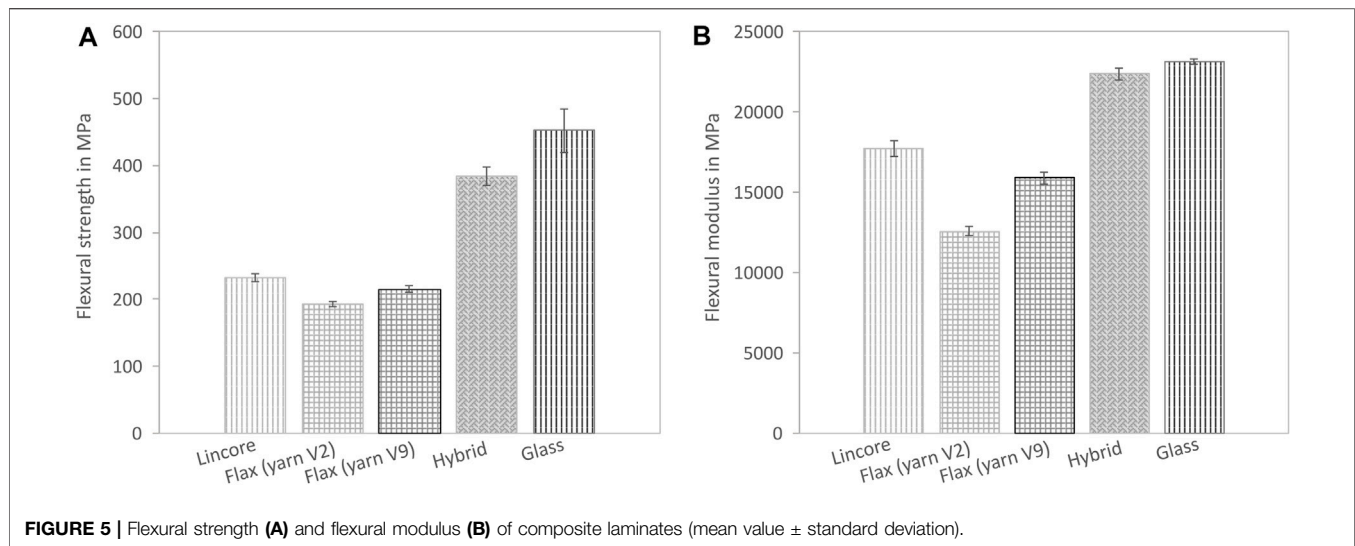 A
Flexural strength in MPa
600
500
400
300
200
100
0
Lincore
Flax (yarn V2)
Flax (yarn V9)
Hybrid
Glass
B
Flexural modulus in MPa
25000
20000
15000
10000
5000
0
Lincore
Flax (yarn V2)
Flax (yarn V9)
Hybrid
Glass
FIGURE 5 | Flexural strength (A) and flexural modulus (B) of composite laminates (mean value ± standard deviation).